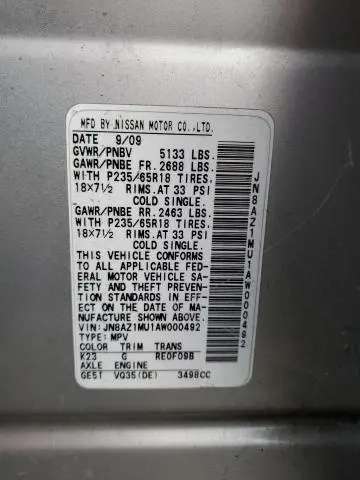 MFD BY NISSAN MOTOR CO.,LTD.
DATE 9/09
GVWR/PNBV 5133 LBS.
GAWR/PNBE FR. 2688 LBS.
WITH P235/65R18 TIRES.
18×7½ RIMS. AT 33 PSI
COLD SINGLE.
GAWR/PNBE RR. 2463 LBS.
WITH P235/65R18 TIRES.
18×7½ RIMS. AT 33 PSI
COLD SINGLE.
THIS VEHICLE CONFORMS
TO ALL APPLICABLE FED-
ERAL MOTOR VEHICLE SA-
FETY AND THEFT PREVEN-
TION STANDARDS IN EFF-
ECT ON THE DATE OF MA-
NUFACTURE SHOWN ABOVE.
VIN:JN8AZ1MU1AW000492
TYPE:MPV
COLOR TRIM TRANS
K23 G RE0F09B
AXLE ENGINE
GE5T VQ35(DE) 3498CC
JN8AZ1MU1AW000492